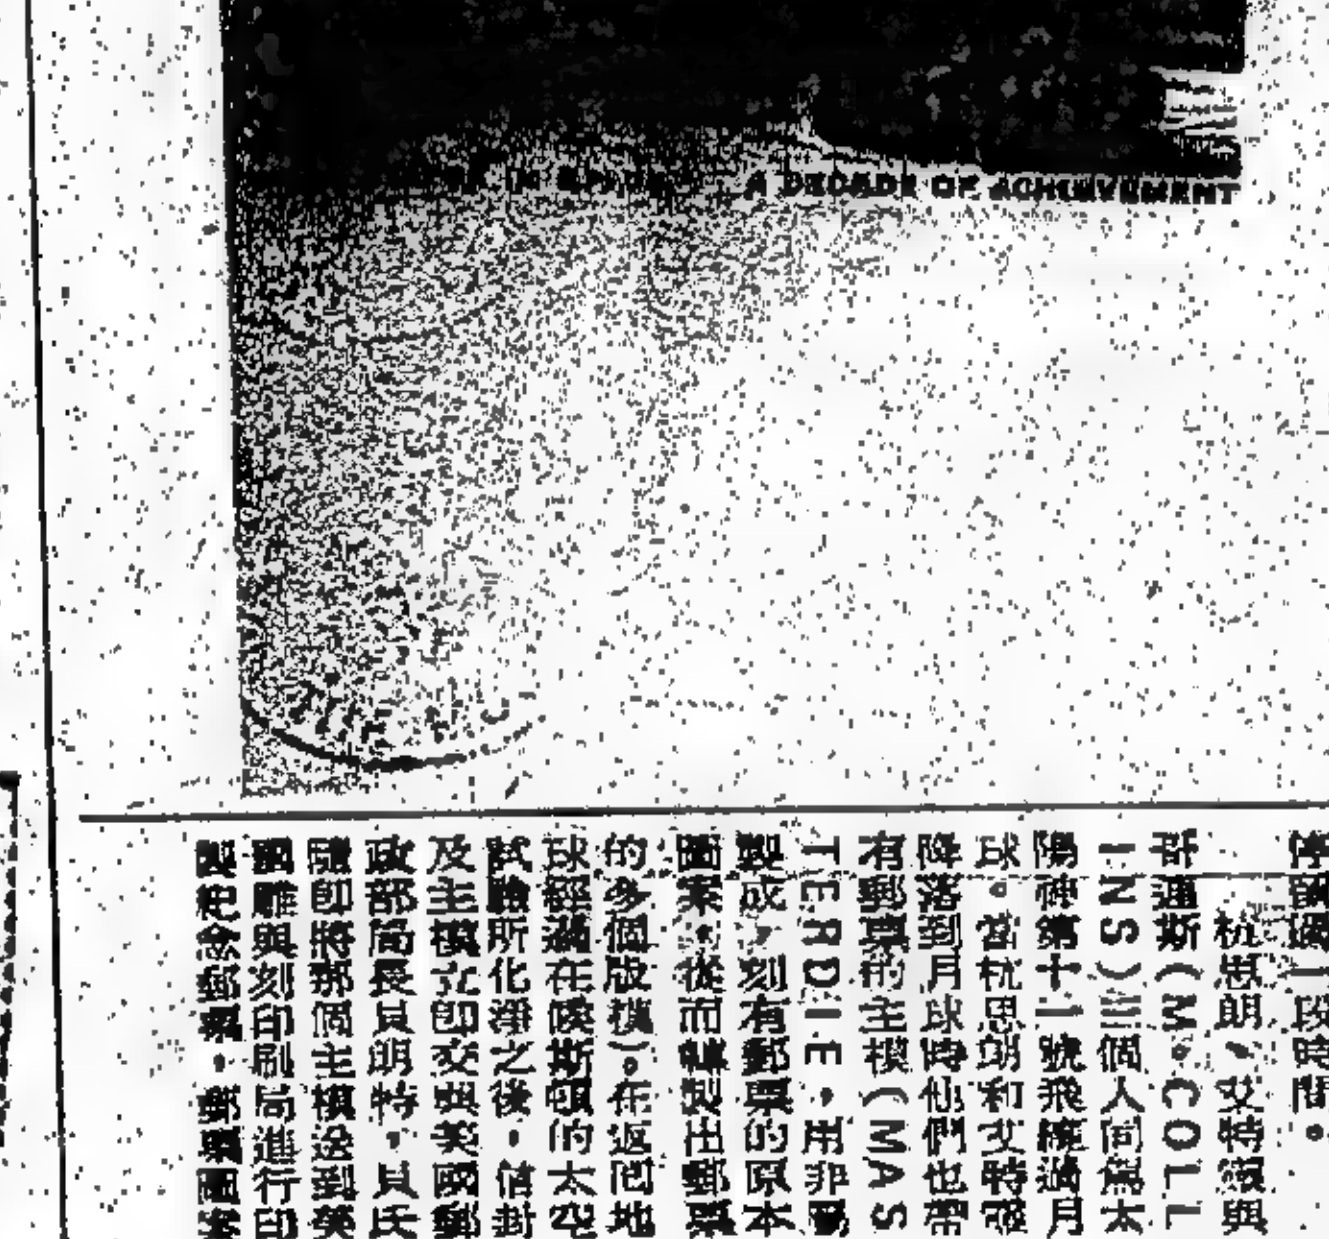 A DECADE OF ACHIEVEMENT
停留過一段時間。
杭思朗,艾特靈與
群連斯(M.COLL
INS)三個人同為太
陽神第十一號飛繞過月
球。當杭思朗和艾特靈
降落到月球時他們也帶
有郵票的主模(MAS
TERDIE.用非
製成,刻有郵票的原本
圖案,從而製出郵票
的多個版模)。在返回地
球經過在候斯頓的太空
試驗所化淨之後,信封
及主模立即交與美國郵
政部局長貝朗特,貝氏
隨即將那個主模送到美
國雕與刻印刷局進行印
製紀念郵票,郵票圖案